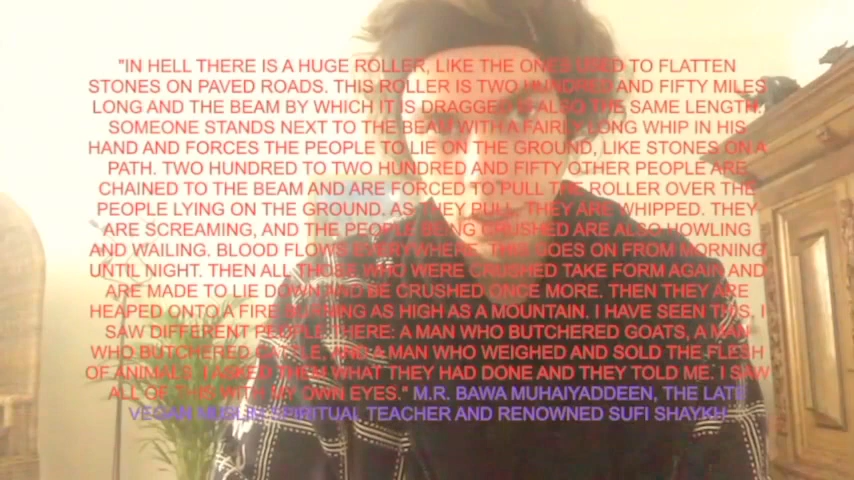 "IN HELL THERE IS A HUGE ROLLER, LIKE THE ONES USED TO FLATTEN
STONES ON PAVED ROADS. THIS ROLLER IS TWO HUNDRED AND FIFTY MILES
LONG AND THE BEAM BY WHICH IT IS DRAGGED IS ALSO THE SAME LENGTH.
SOMEONE STANDS NEXT TO THE BEAM WITH A FAIRLY LONG WHIP IN HIS
HAND AND FORCES THE PEOPLE TO LIE ON THE GROUND, LIKE STONES ON A
PATH. TWO HUNDRED TO TWO HUNDRED AND FIFTY OTHER PEOPLE ARE
CHAINED TO THE BEAM AND ARE FORCED TO PULL THE ROLLER OVER THE
PEOPLE LYING ON THE GROUND. AS THEY PULL, THEY ARE WHIPPED. THEY
ARE SCREAMING, AND THE PEOPLE BEING CRUSHED ARE ALSO HOWLING
AND WAILING. BLOOD FLOWS EVERYWHERE. THIS GOES ON FROM MORNING
UNTIL NIGHT. THEN ALL THOSE WHO WERE CRUSHED TAKE FORM AGAIN AND
ARE MADE TO LIE DOWN AND BE CRUSHED ONCE MORE. THEN THEY ARE
HEAPED ONTO A FIRE BURNING AS HIGH AS A MOUNTAIN. I HAVE SEEN THIS. I
SAW DIFFERENT PEOPLE THERE: A MAN WHO BUTCHERED GOATS, A MAN
WHO BUTCHERED CATTLE, AND A MAN WHO WEIGHED AND SOLD THE FLESH
OF ANIMALS. I ASKED THEM WHAT THEY HAD DONE AND THEY TOLD ME. I SAW
ALL OF THIS WITH MY OWN EYES." M.R. BAWA MUHAIYADDEEN, THE LATE
VEGAN MUSLIM SPIRITUAL TEACHER AND RENOWNED SUFI SHAYKH